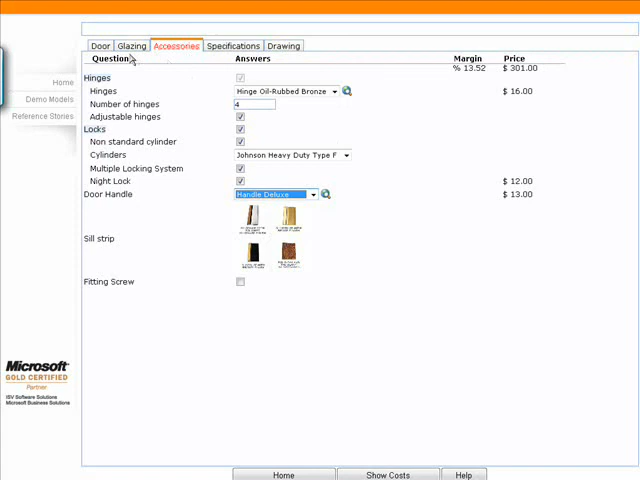 Door Glazing Accessories Specifications Drawing
Question Answers Margin Price
% 13.52 $ 301.00
Home
Hinges
Hinges Hinge Oil-Rubbed Bronze $ 16.00
Demo Models
Number of hinges 4
Reference Stories
Adjustable hinges
Locks
Non standard cylinder
Cylinders Johnson Heavy Duty Type F
Multiple Locking System
Night Lock $ 12.00
Door Handle Handle Deluxe $ 13.00
Sill strip
Fitting Screw
Microsoft
GOLD CERTIFIED
Partner
ISV Software Solutions
Microsoft Business Solutions
Home Show Costs Help